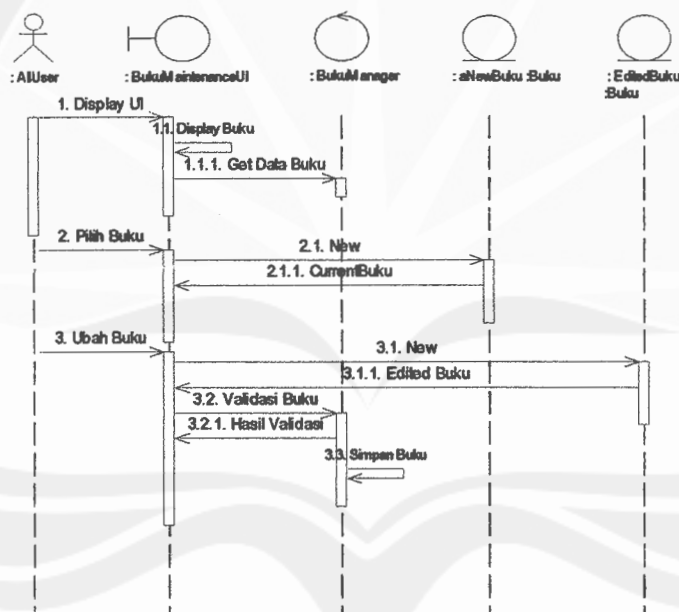 : AllUser
: BukuMaintenanceUI
: BukuManager
: aNewBuku :Buku
: EditedBuku
:Buku
1. Display UI
1.1. Display Buku
1.1.1. Get Data Buku
2. Pilih Buku
2.1. New
2.1.1. CurrentBuku
3. Ubah Buku
3.1. New
3.1.1. Edited Buku
3.2. Validasi Buku
3.2.1. Hasil Validasi
3.3. Simpan Buku